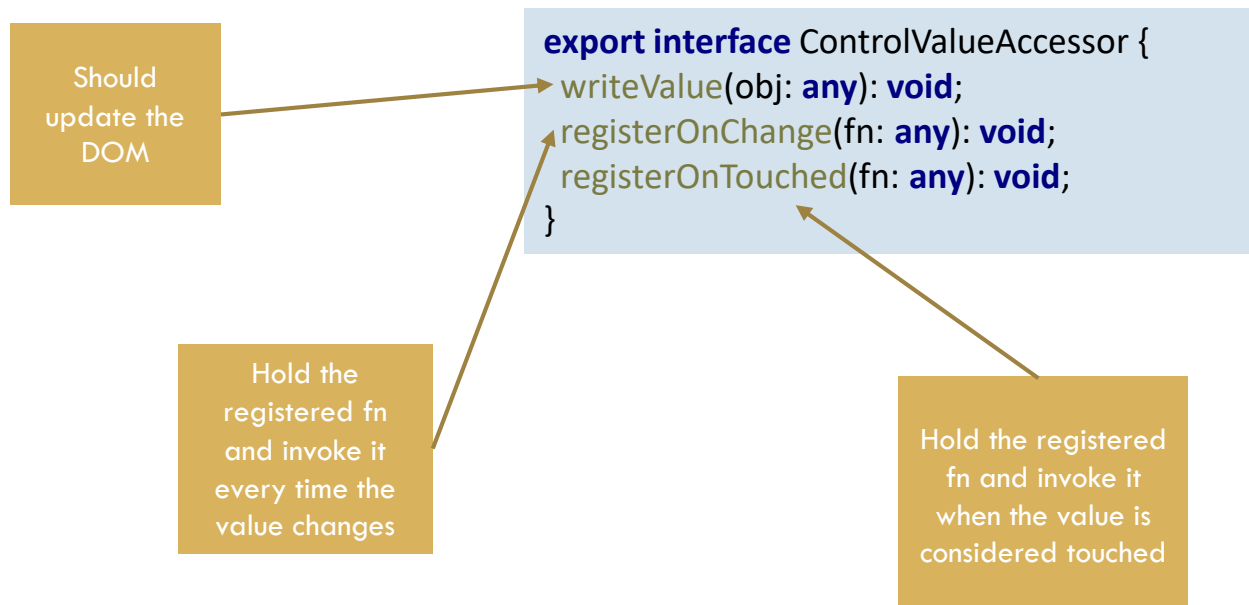 Should
update the
DOM
export interface ControlValueAccessor {
writeValue(obj: any): void;
registerOnChange(fn: any): void;
registerOnTouched(fn: any): void;
}
Hold the
registered fn
and invoke it
every time the
value changes
Hold the registered
fn and invoke it
when the value is
considered touched